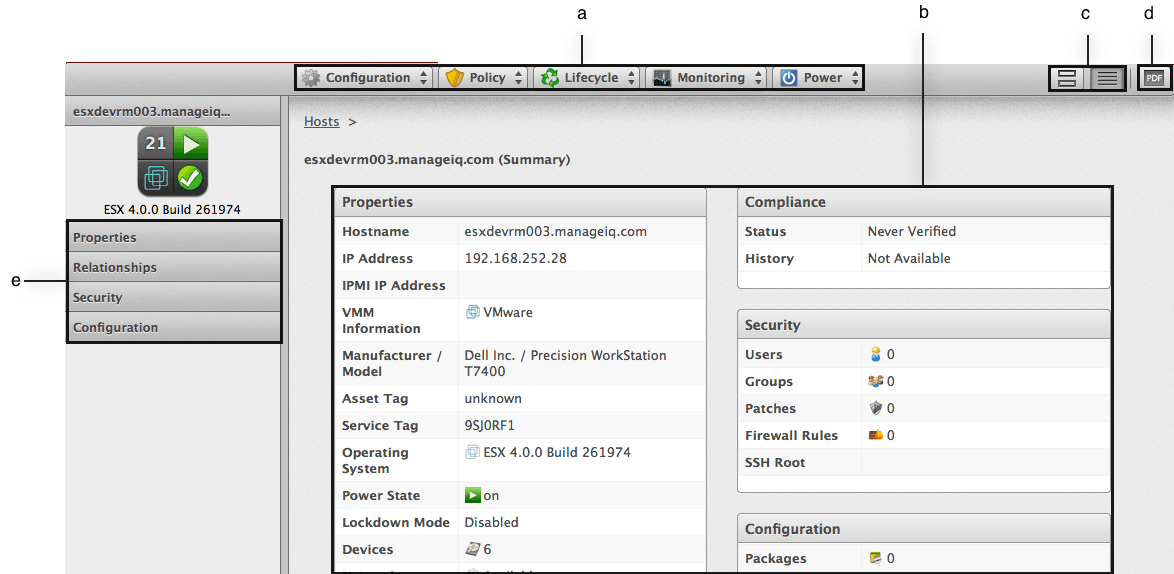 a
b
c
d
Configuration
Policy
Lifecycle
Monitoring
Power
PDF
esxdevrm003.manageiq...
21
ESX 4.0.0 Build 261974
e
Properties
Relationships
Security
Configuration
Hosts >
esxdevrm003.manageiq.com (Summary)
Properties
Hostname esxdevrm003.manageiq.com
IP Address 192.168.252.28
IPMI IP Address
VMM
Information
VMware
Manufacturer /
Model
Dell Inc. / Precision WorkStation
T7400
Asset Tag unknown
Service Tag 9SJ0RF1
Operating
System
ESX 4.0.0 Build 261974
Power State on
Lockdown Mode Disabled
Devices 6
Compliance
Status Never Verified
History Not Available
Security
Users 0
Groups 0
Patches 0
Firewall Rules 0
SSH Root
Configuration
Packages 0